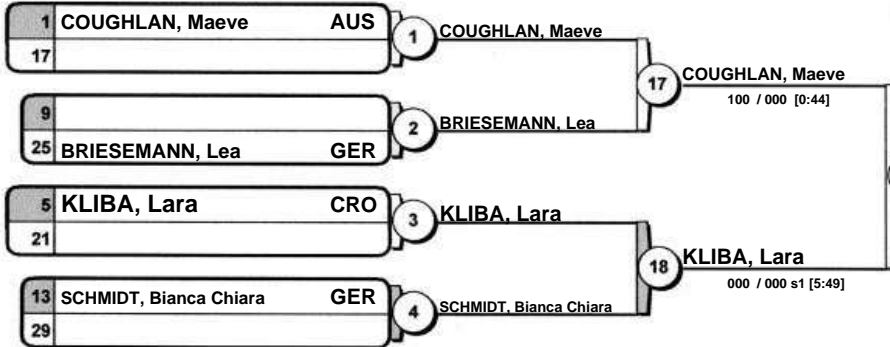 1 COUGHLAN, Maeve AUS
17
1 COUGHLAN, Maeve
9
25 BRIESEMANN, Lea GER
2 BRIESEMANN, Lea
17 COUGHLAN, Maeve
100 / 000 [0:44]
5 KLIBA, Lara CRO
21
3 KLIBA, Lara
13 SCHMIDT, Bianca Chiara GER
29
4 SCHMIDT, Bianca Chiara
18 KLIBA, Lara
000 / 000 s1 [5:49]